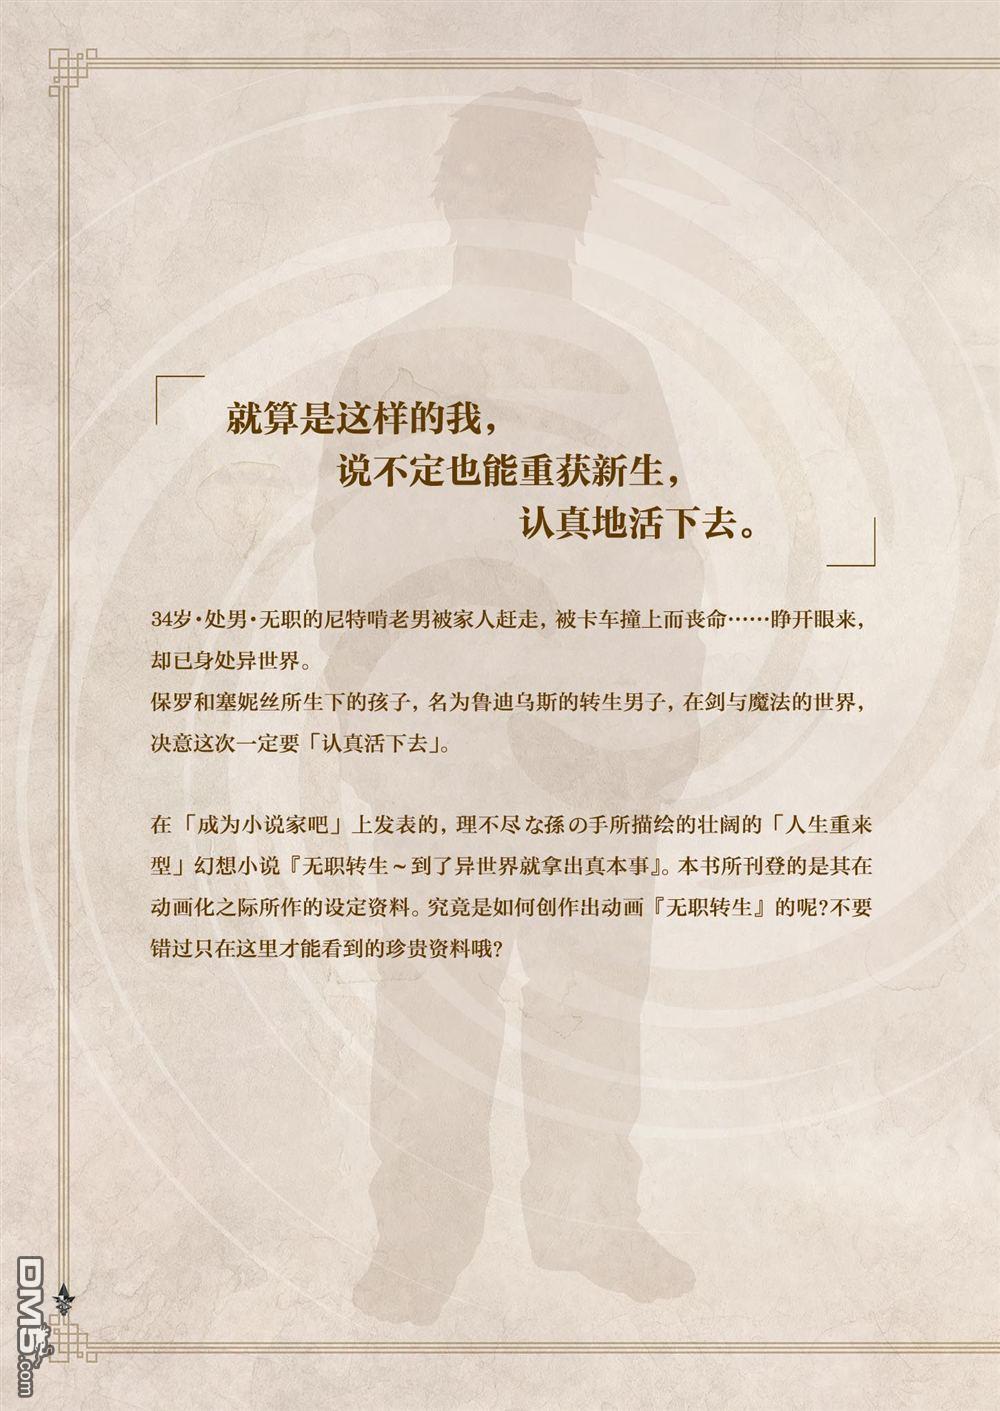 就算是这样的我，
说不定也能重获新生，
认真地活下去。
34岁·处男·无职的尼特啃老男被家人赶走，被卡车撞上而丧命……睁开眼来，
却已身处异世界。
保罗和塞妮丝所生下的孩子，名为鲁迪乌斯的转生男子，在剑与魔法的世界，
决意这次一定要「认真活下去」。
在「成为小说家吧」上发表的，理不尽な孫の手所描绘的壮阔的「人生重来
型」幻想小说『无职转生～到了异世界就拿出真本事』。本书所刊登的是其在
动画化之际所作的设定资料。究竟是如何创作出动画『无职转生』的呢？不要
错过只在这里才能看到的珍贵资料哦？
DM5.com